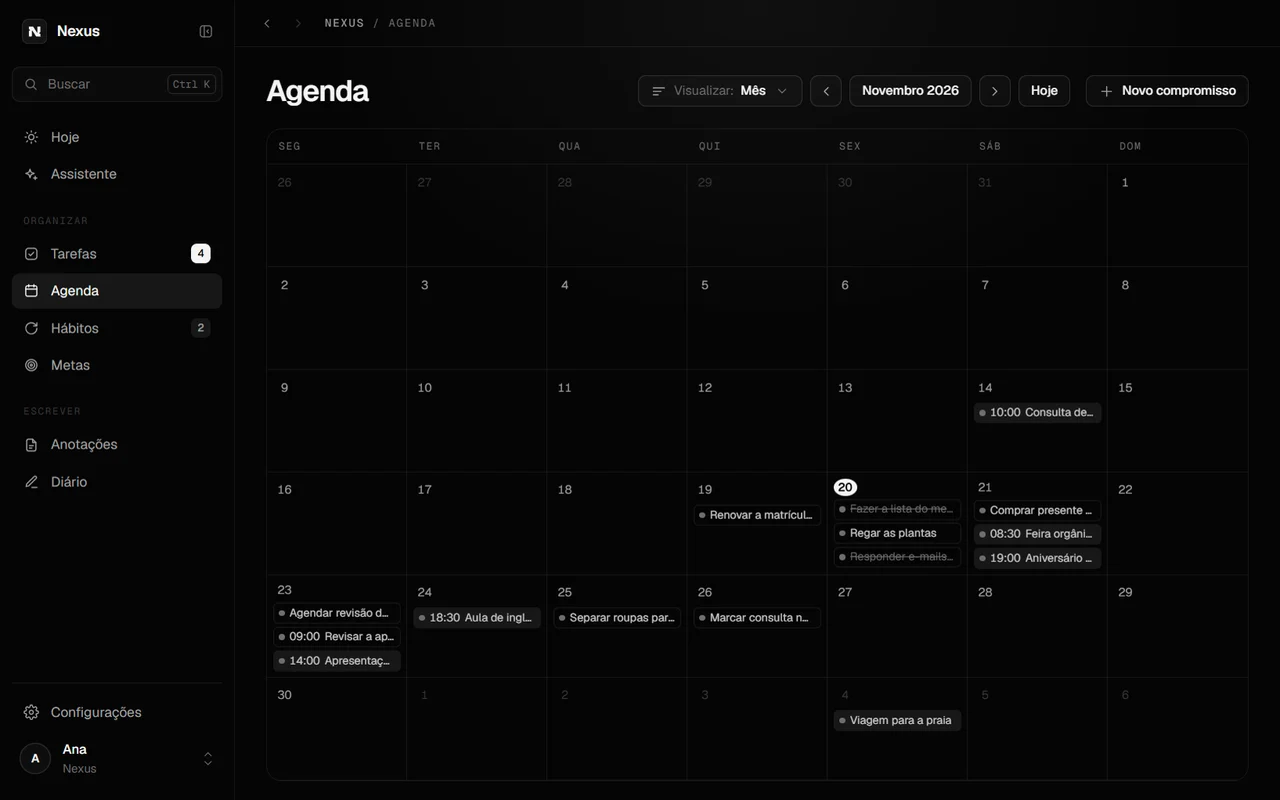 N Nexus
NEXUS / AGENDA
Buscar Ctrl K
Hoje
Assistente
ORGANIZAR
Tarefas 4
Agenda
Hábitos 2
Metas
ESCREVER
Anotações
Diário
Configurações
A Ana
Nexus
Agenda
Visualizar: Mês
Novembro 2026
Hoje
Novo compromisso
SEG TER QUA QUI SEX SÁB DOM
26 27 28 29 30 31 1
2 3 4 5 6 7 8
9 10 11 12 13 14 15
10:00 Consulta de…
16 17 18 19 20 21 22
Renovar a matrícul…
Fazer a lista do me…
Regar as plantas
Responder e-mails…
Comprar presente …
08:30 Feira orgâni…
19:00 Aniversário …
23 24 25 26 27 28 29
Agendar revisão d…
09:00 Revisar a ap…
14:00 Apresentaç…
18:30 Aula de ingl…
Separar roupas par…
Marcar consulta n…
30 1 2 3 4 5 6
Viagem para a praia